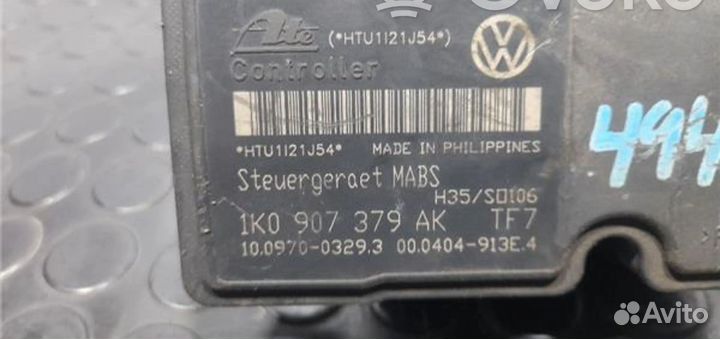 Ate (*HTU1I21J54*)
Controller
*HTU1I21J54* MADE IN PHILIPPINES
Steuergeraet MABS
H35/S0106
1K0 907 379 AK TF7
10.0970-0329.3 00.0404-913E.4
494
Avito